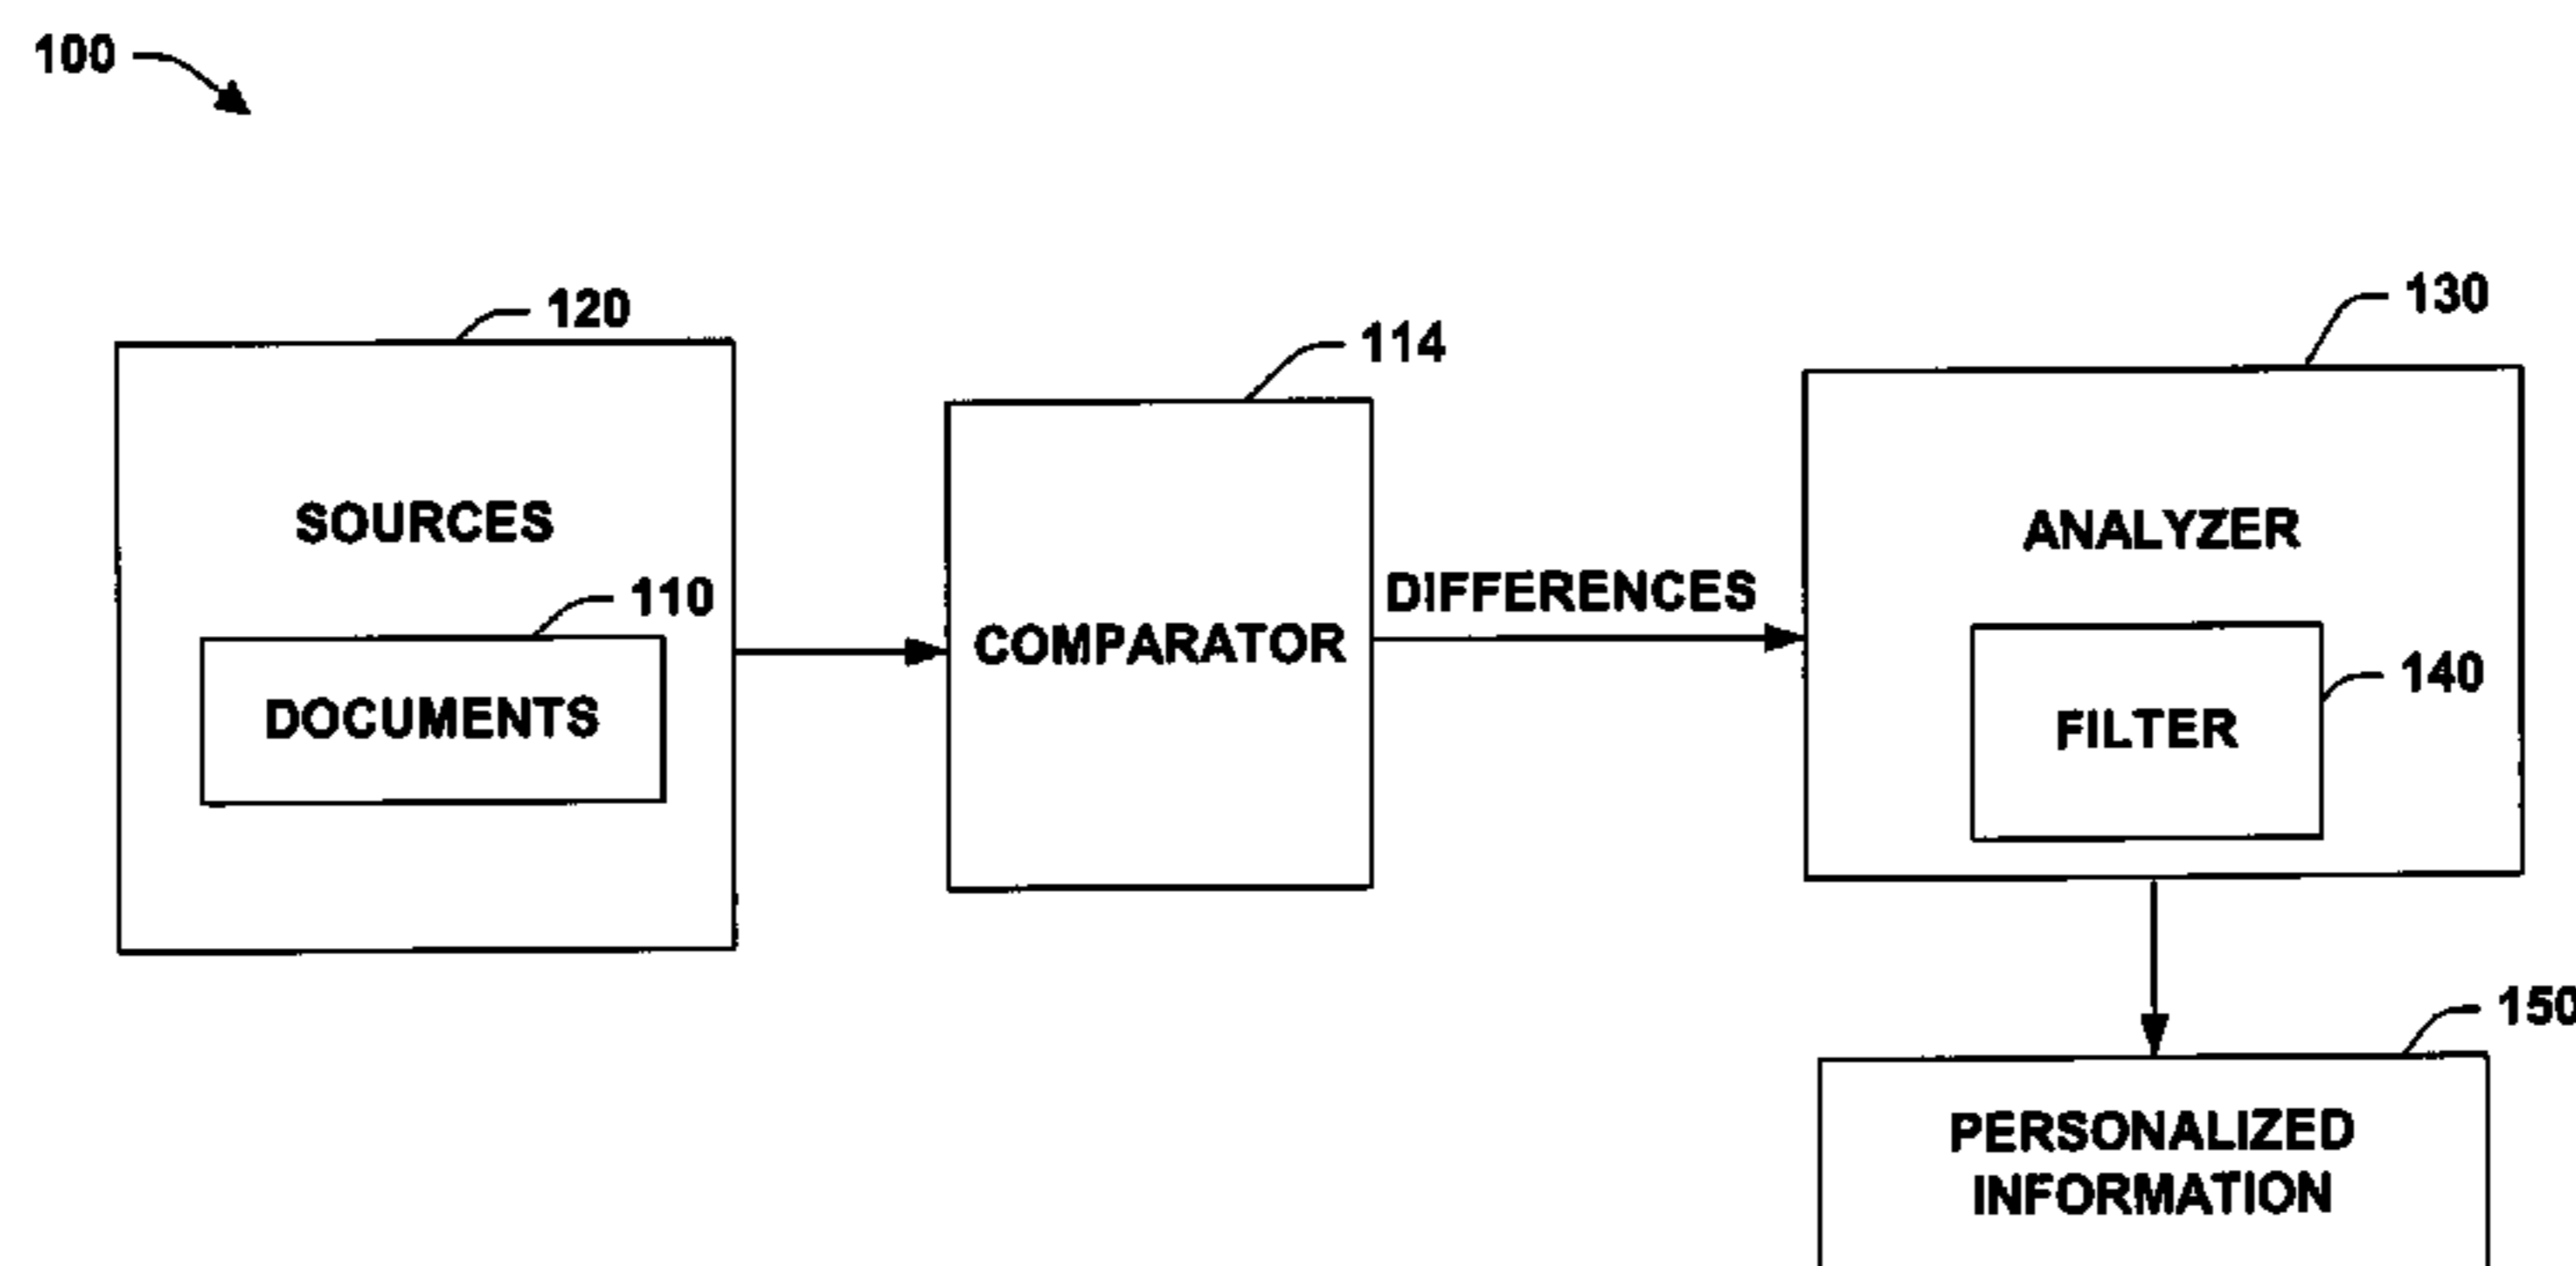 100
120
114
130
SOURCES
ANALYZER
110
DIFFERENCES
COMPARATOR
140
DOCUMENTS
FILTER
150
PERSONALIZED
INFORMATION